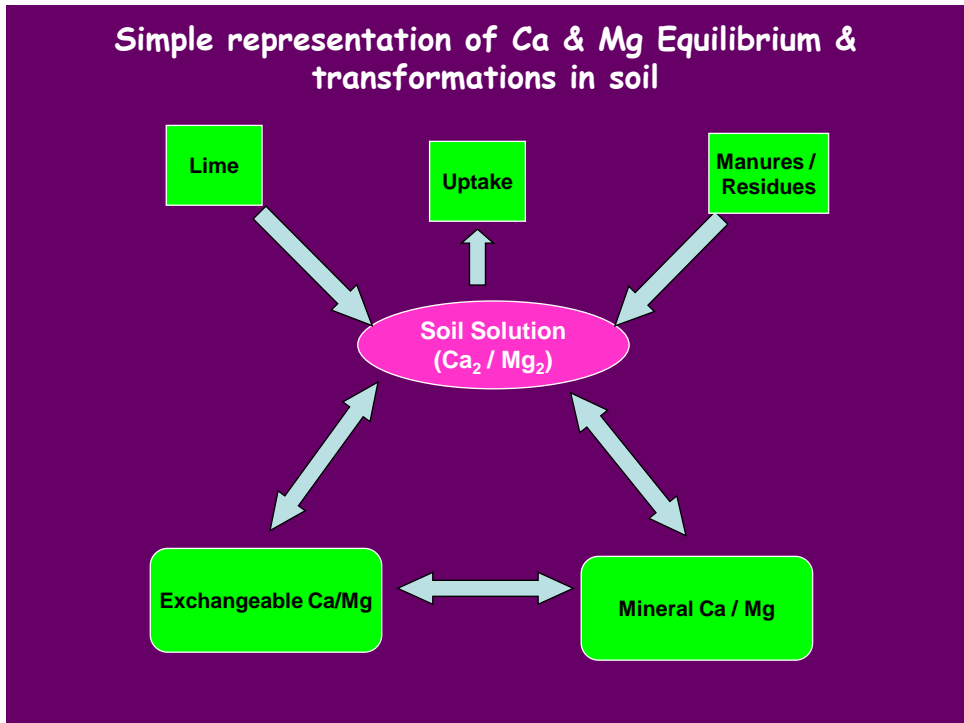 Simple representation of Ca & Mg Equilibrium &
transformations in soil
Lime
Uptake
Manures /
Residues
Soil Solution
(Ca₂ / Mg₂)
Exchangeable Ca/Mg
Mineral Ca / Mg